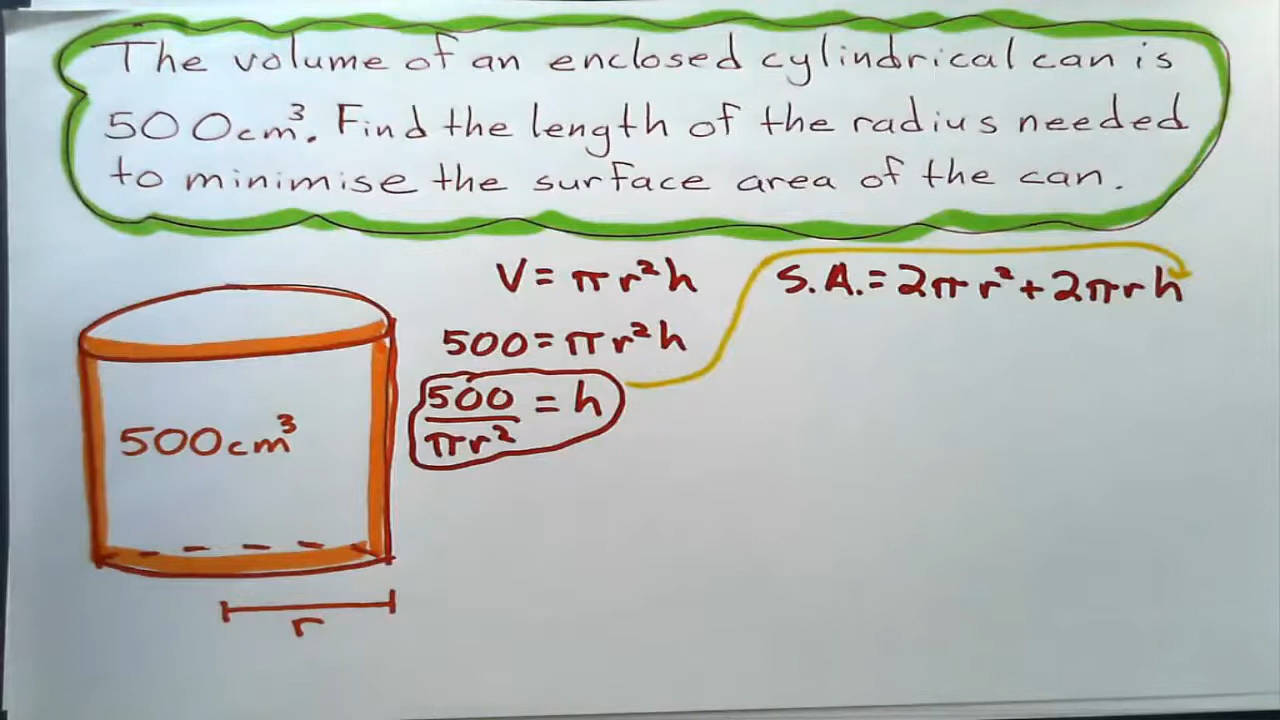 The volume of an enclosed cylindrical can is
500cm³. Find the length of the radius needed
to minimise the surface area of the can.
V = πr²h
500 = πr²h
500/πr² = h
S.A. = 2πr² + 2πrh
500cm³
r